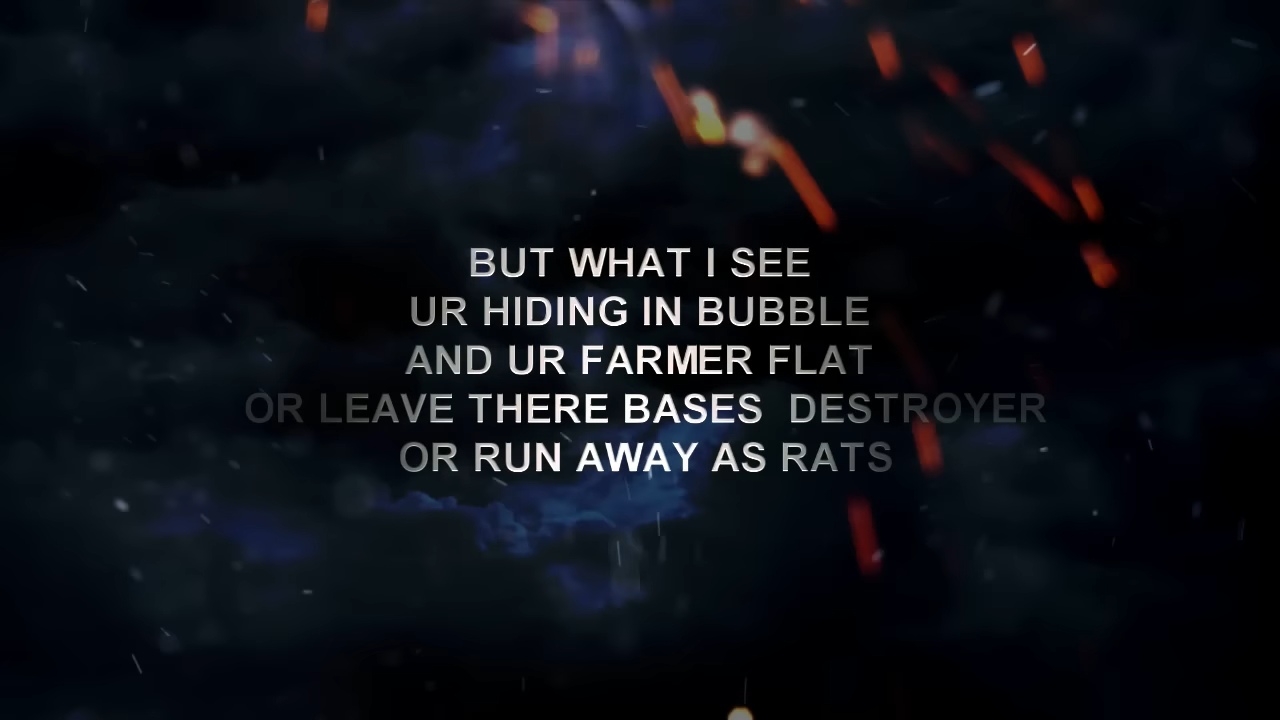 BUT WHAT I SEE
UR HIDING IN BUBBLE
AND UR FARMER FLAT
OR LEAVE THERE BASES  DESTROYER
OR RUN AWAY AS RATS